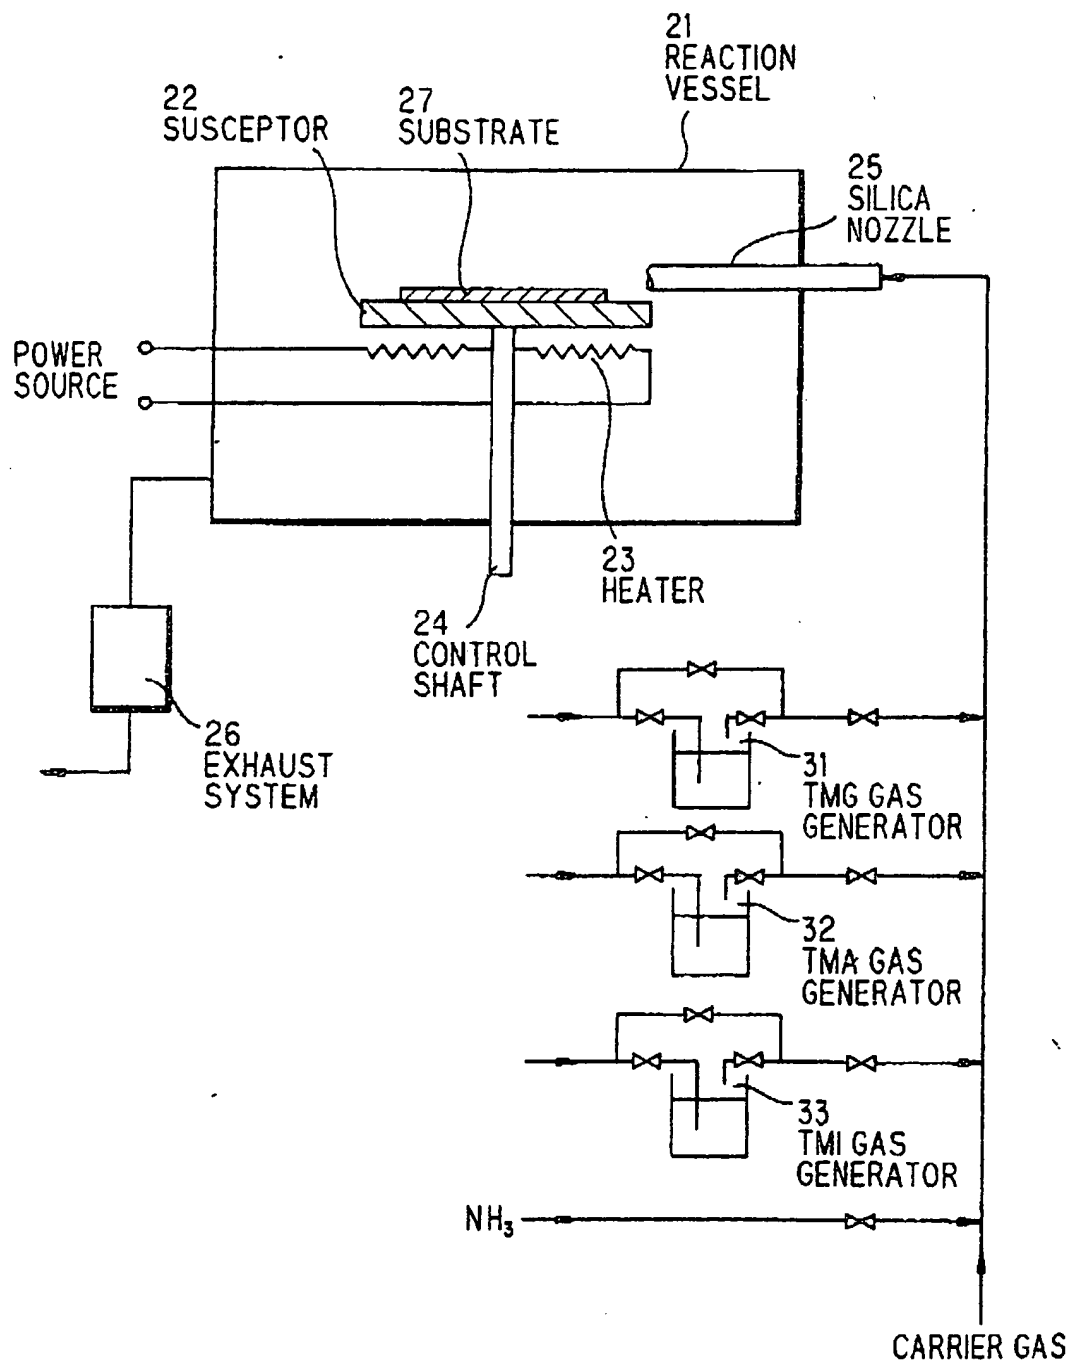 21
REACTION
VESSEL
22
SUSCEPTOR
27
SUBSTRATE
25
SILICA
NOZZLE
POWER
SOURCE
23
HEATER
24
CONTROL
SHAFT
26
EXHAUST
SYSTEM
31
TMG GAS
GENERATOR
32
TMA GAS
GENERATOR
33
TMI GAS
GENERATOR
NH₃
CARRIER GAS